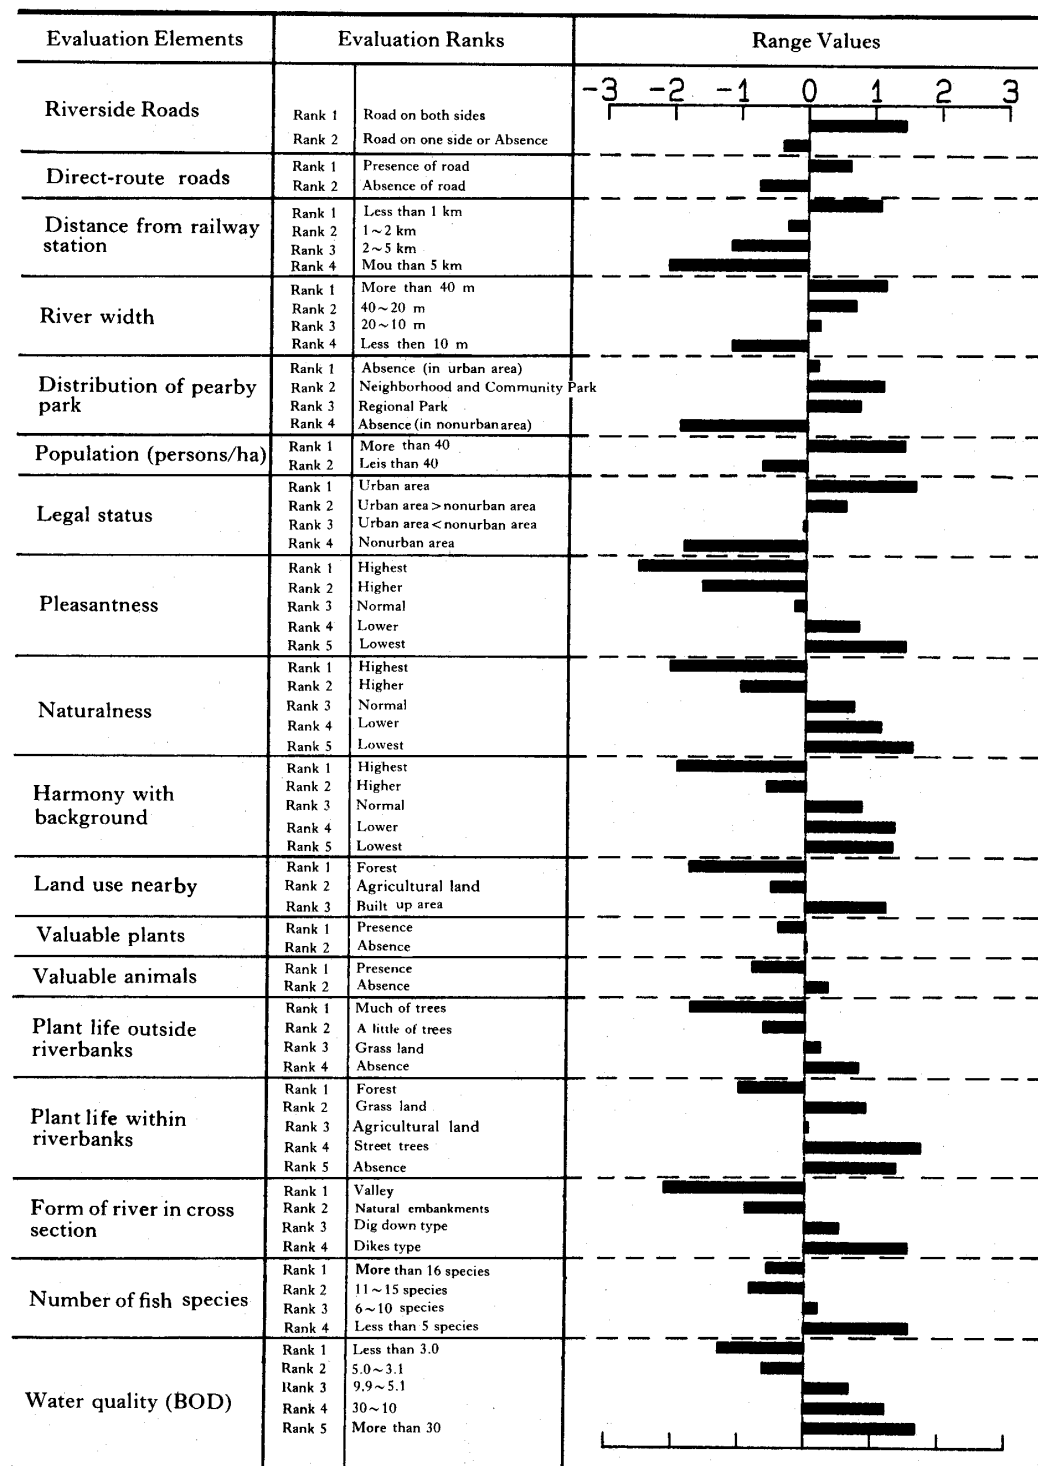 Evaluation Elements Evaluation Ranks Range Values
-3 -2 -1 0 1 2 3
Riverside Roads
Rank 1 Road on both sides
Rank 2 Road on one side or Absence
Direct-route roads
Rank 1 Presence of road
Rank 2 Absence of road
Distance from railway
station
Rank 1 Less than 1 km
Rank 2 1~2 km
Rank 3 2~5 km
Rank 4 Mou than 5 km
River width
Rank 1 More than 40 m
Rank 2 40~20 m
Rank 3 20~10 m
Rank 4 Less then 10 m
Distribution of pearby
park
Rank 1 Absence (in urban area)
Rank 2 Neighborhood and Community Park
Rank 3 Regional Park
Rank 4 Absence (in nonurban area)
Population (persons/ha)
Rank 1 More than 40
Rank 2 Leis than 40
Legal status
Rank 1 Urban area
Rank 2 Urban area > nonurban area
Rank 3 Urban area < nonurban area
Rank 4 Nonurban area
Pleasantness
Rank 1 Highest
Rank 2 Higher
Rank 3 Normal
Rank 4 Lower
Rank 5 Lowest
Naturalness
Rank 1 Highest
Rank 2 Higher
Rank 3 Normal
Rank 4 Lower
Rank 5 Lowest
Harmony with
background
Rank 1 Highest
Rank 2 Higher
Rank 3 Normal
Rank 4 Lower
Rank 5 Lowest
Land use nearby
Rank 1 Forest
Rank 2 Agricultural land
Rank 3 Built up area
Valuable plants
Rank 1 Presence
Rank 2 Absence
Valuable animals
Rank 1 Presence
Rank 2 Absence
Plant life outside
riverbanks
Rank 1 Much of trees
Rank 2 A little of trees
Rank 3 Grass land
Rank 4 Absence
Plant life within
riverbanks
Rank 1 Forest
Rank 2 Grass land
Rank 3 Agricultural land
Rank 4 Street trees
Rank 5 Absence
Form of river in cross
section
Rank 1 Valley
Rank 2 Natural embankments
Rank 3 Dig down type
Rank 4 Dikes type
Number of fish species
Rank 1 More than 16 species
Rank 2 11~15 species
Rank 3 6~10 species
Rank 4 Less than 5 species
Water quality (BOD)
Rank 1 Less than 3.0
Rank 2 5.0~3.1
Rank 3 9.9~5.1
Rank 4 30~10
Rank 5 More than 30